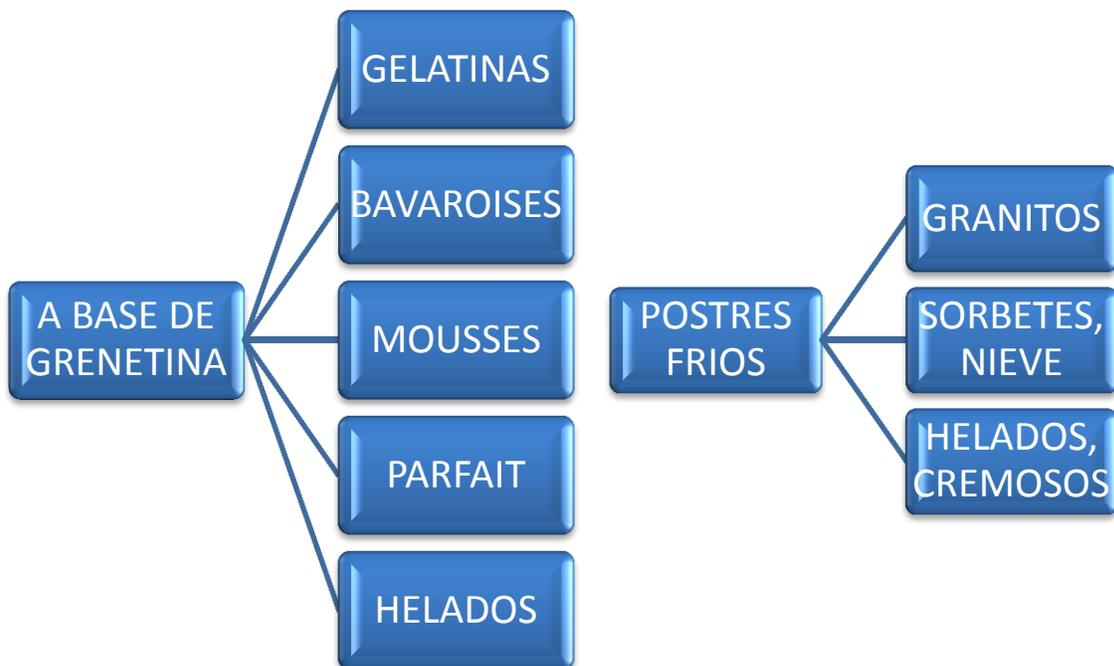 A BASE DE
GRENETINA
GELATINAS
BAVAROISES
MOUSSES
PARFAIT
HELADOS
POSTRES
FRIOS
GRANITOS
SORBETES,
NIEVE
HELADOS,
CREMOSOS